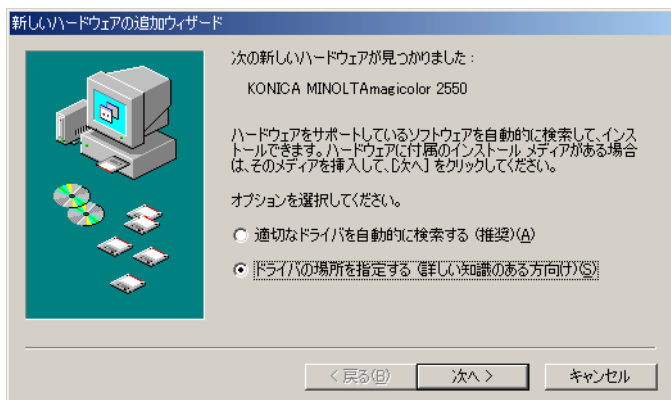 新しいハードウェアの追加ウィザード
次の新しいハードウェアが見つかりました：
KONICA MINOLTAmagicolor 2550
ハードウェアをサポートしているソフトウェアを自動的に検索して、インス
トールできます。ハードウェアに付属のインストール メディアがある場合
は、そのメディアを挿入して、[次へ] をクリックしてください。
オプションを選択してください。
適切なドライバを自動的に検索する (推奨)(A)
ドライバの場所を指定する (詳しい知識のある方向け)(S)
< 戻る(B)
次へ >
キャンセル